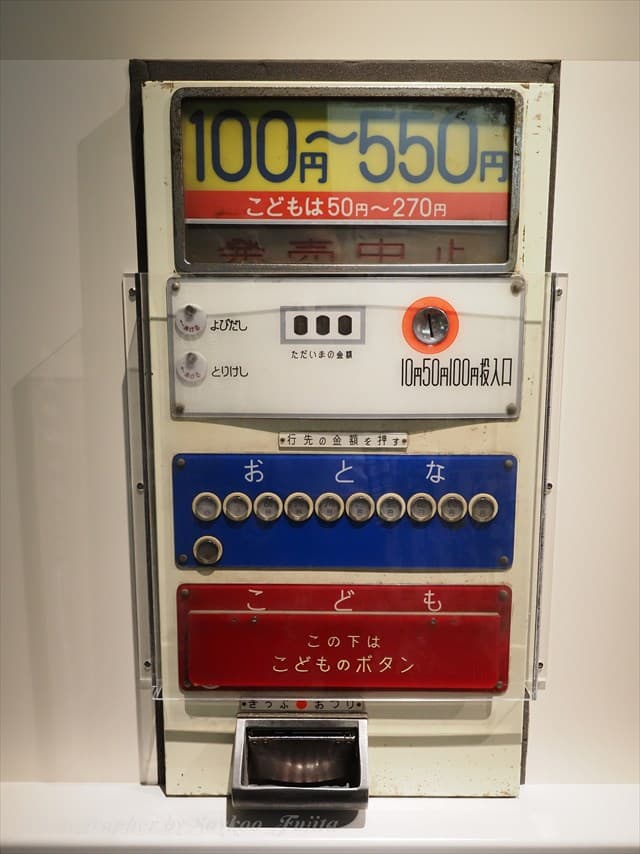 100円〜550円
こどもは50円〜270円
発売中止
よびだし
ただいまの金額
とりけし
10円50円100円投入口
行先の金額を押す
おとな
こども
この下は
こどものボタン
きっぷ おつり